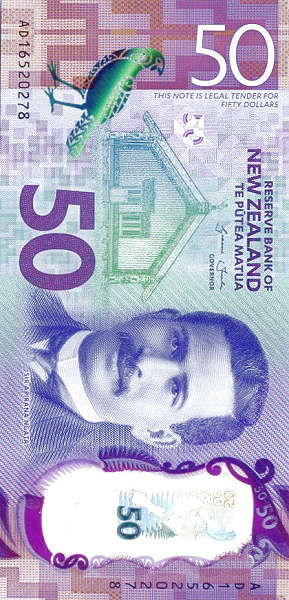 50
THIS NOTE IS LEGAL TENDER FOR
FIFTY DOLLARS
AD16520278
RESERVE BANK OF
NEW ZEALAND
TE PŪTEA MATUA
GOVERNOR
50
SIR APIRANA NGATA
50
50 50